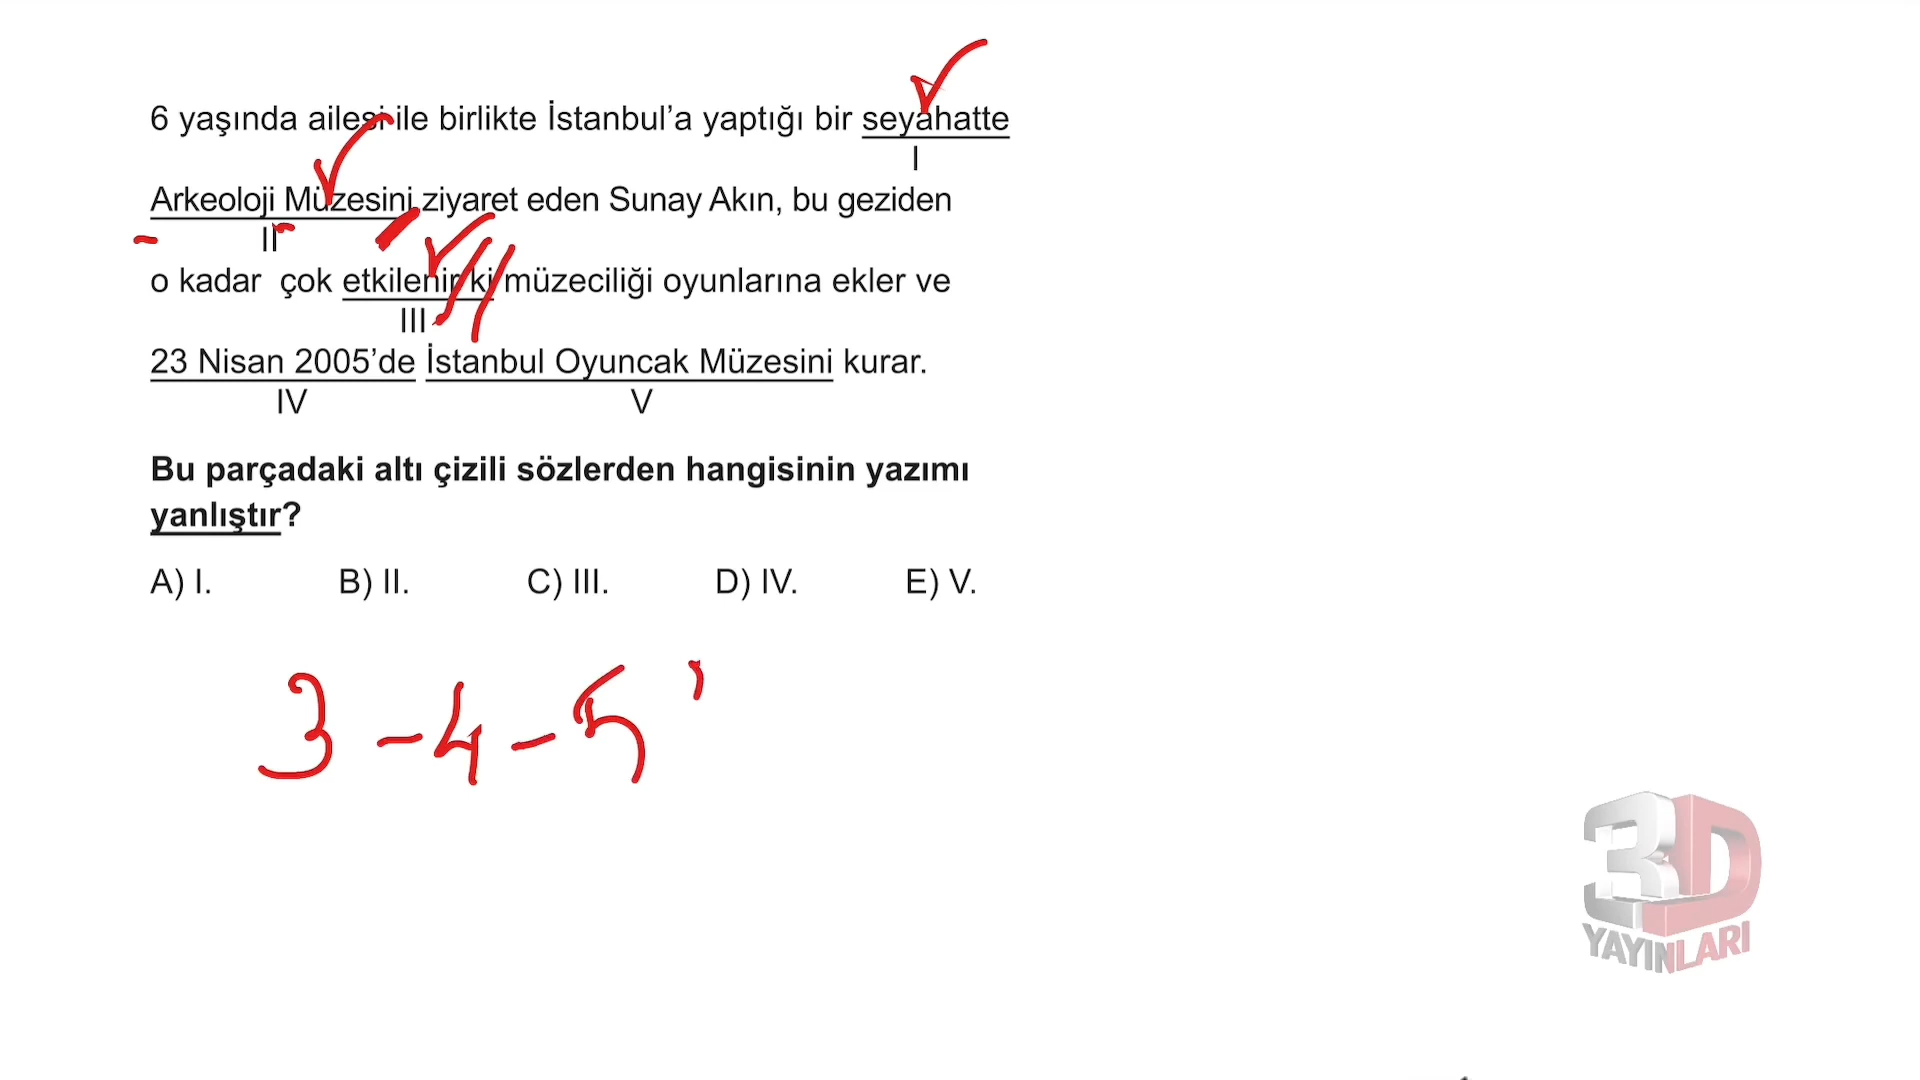 6 yaşında ailesi ile birlikte İstanbul’a yaptığı bir seyahatte
I
Arkeoloji Müzesini ziyaret eden Sunay Akın, bu geziden
II
o kadar çok etkilenir ki müzeciliği oyunlarına ekler ve
III
23 Nisan 2005’de İstanbul Oyuncak Müzesini kurar.
IV V
Bu parçadaki altı çizili sözlerden hangisinin yazımı
yanlıştır?
A) I. B) II. C) III. D) IV. E) V.
3 - 4 - 5 ’
3D
YAYINLARI